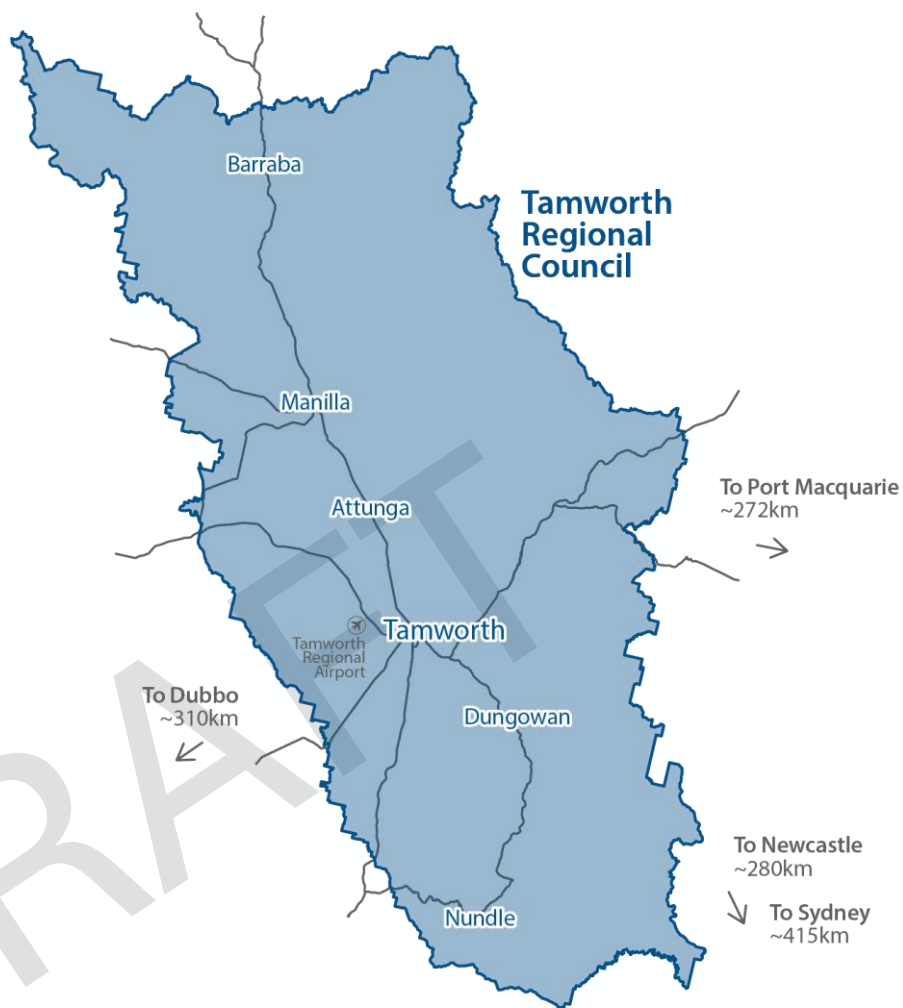 Barraba
Tamworth
Regional
Council
Manilla
To Port Macquarie
~272km
Attunga
Tamworth
Tamworth
Regional
Airport
To Dubbo
~310km
Dungowan
To Newcastle
~280km
To Sydney
~415km
Nundle
RAFT